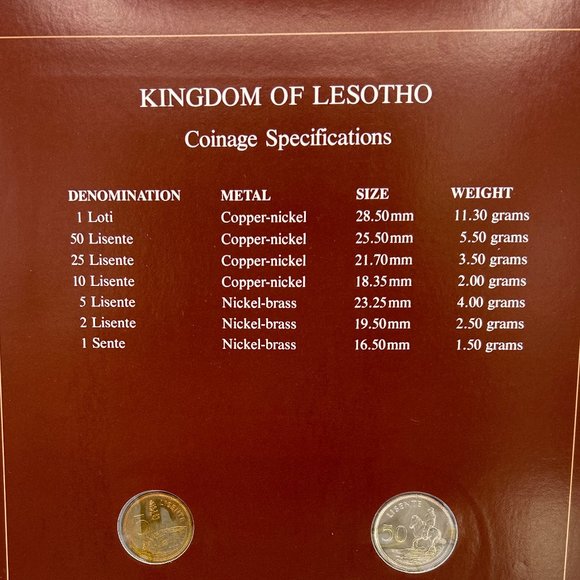 KINGDOM OF LESOTHO
Coinage Specifications
DENOMINATION METAL SIZE WEIGHT
1 Loti Copper-nickel 28.50mm 11.30 grams
50 Lisente Copper-nickel 25.50mm 5.50 grams
25 Lisente Copper-nickel 21.70mm 3.50 grams
10 Lisente Copper-nickel 18.35mm 2.00 grams
5 Lisente Nickel-brass 23.25mm 4.00 grams
2 Lisente Nickel-brass 19.50mm 2.50 grams
1 Sente Nickel-brass 16.50mm 1.50 grams
5 LISENTE
LISENTE
50